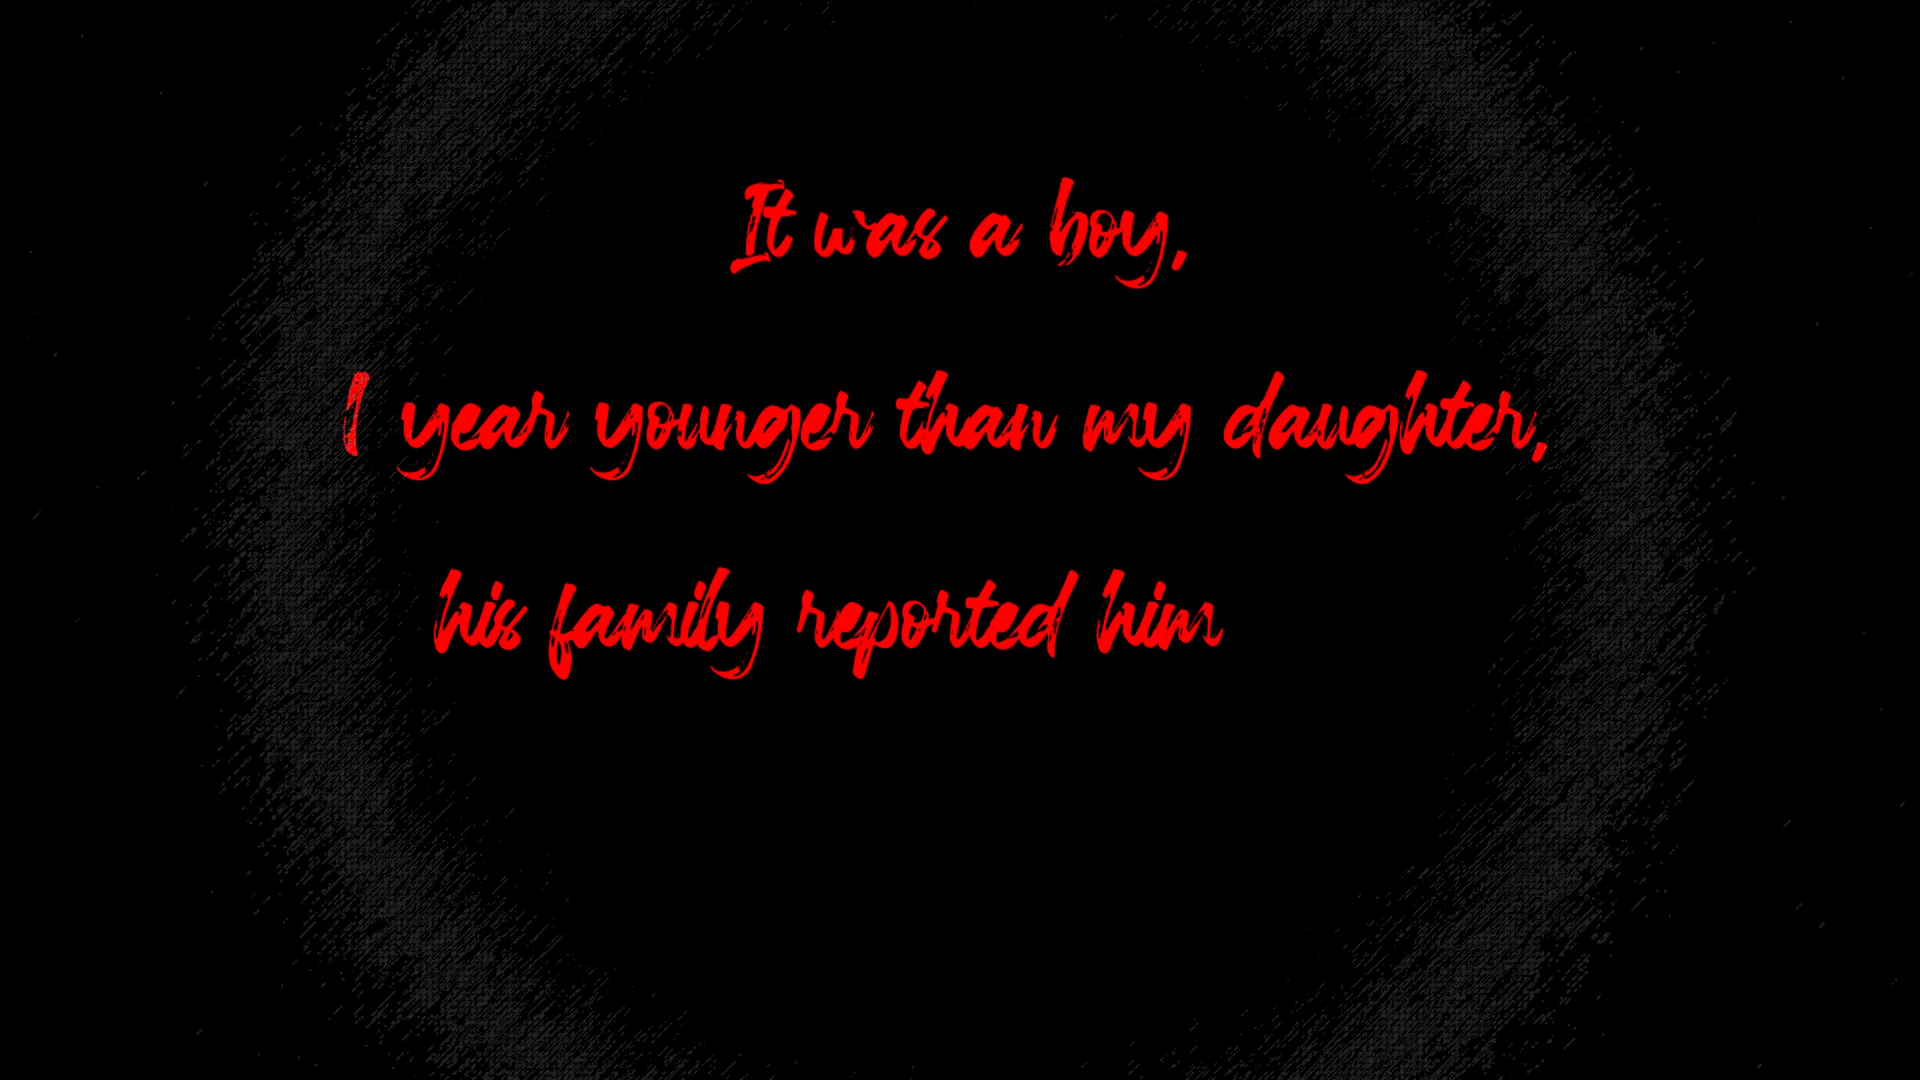 It was a boy,
1 year younger than my daughter,
his family reported him